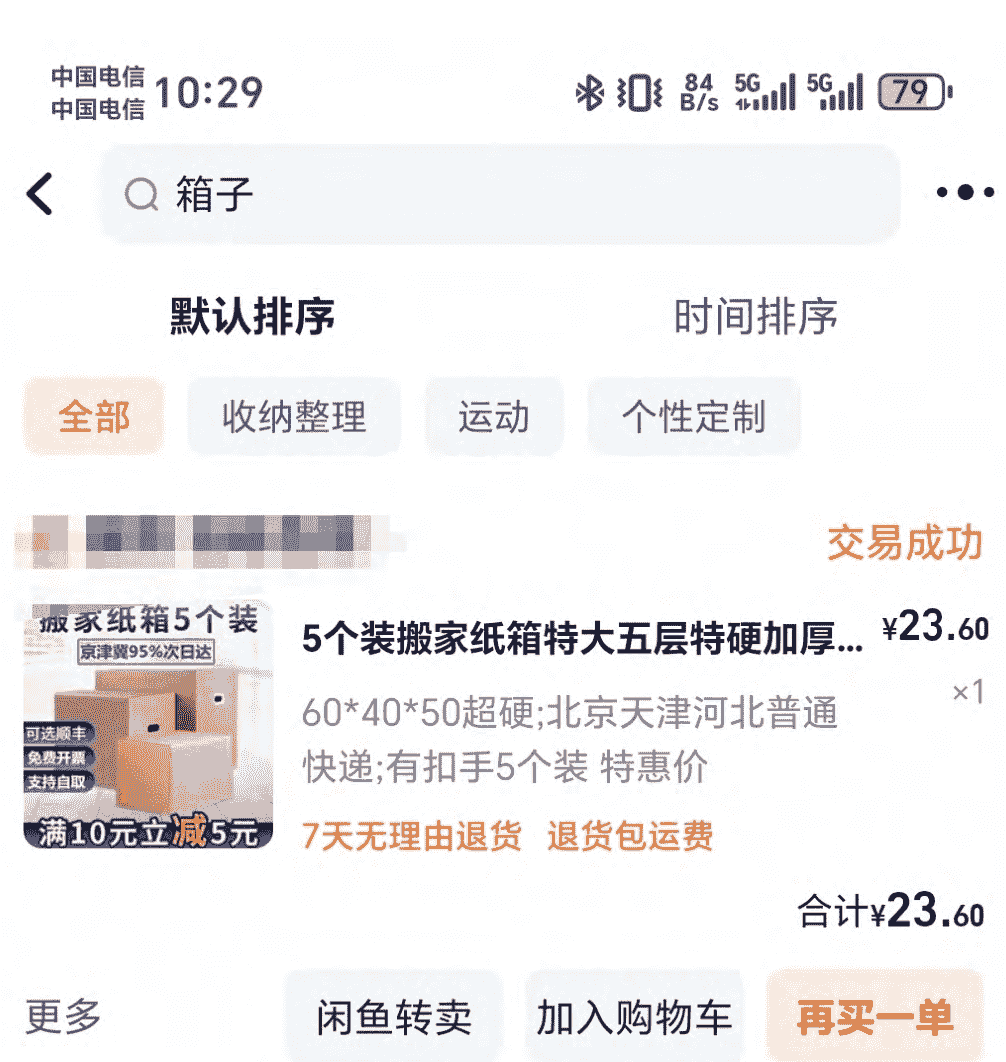 中国电信
中国电信
10:29
84
B/s
5G
5G
79
箱子
默认排序
时间排序
全部
收纳整理
运动
个性定制
交易成功
搬家纸箱5个装
京津冀95%次日达
可选顺丰
免费开票
支持自取
满10元立减5元
5个装搬家纸箱特大五层特硬加厚...
¥23.60
×1
60*40*50超硬;北京天津河北普通
快递;有扣手5个装 特惠价
7天无理由退货 退货包运费
合计¥23.60
更多
闲鱼转卖
加入购物车
再买一单